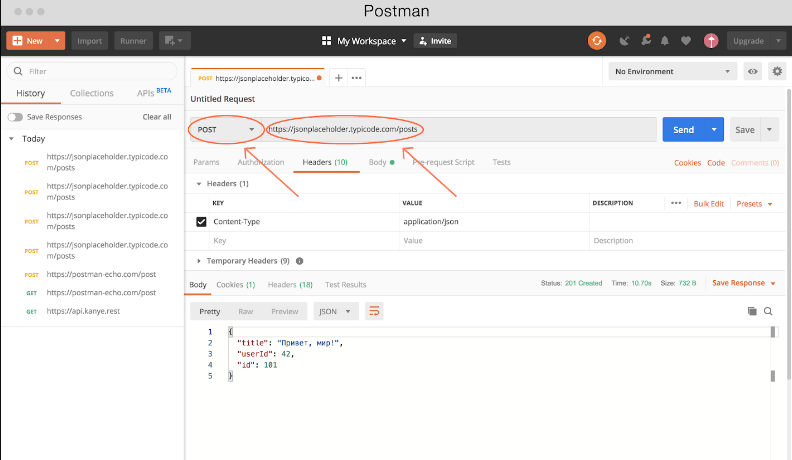 Postman
New Import Runner My Workspace Invite Upgrade
Filter
History Collections APIs BETA
Save Responses Clear all
Today
POST https://jsonplaceholder.typicode.co
m/posts
POST https://jsonplaceholder.typicode.co
m/posts
POST https://jsonplaceholder.typicode.co
m/posts
POST https://jsonplaceholder.typicode.co
m/posts
POST https://postman-echo.com/post
GET https://postman-echo.com/post
GET https://api.kanye.rest
POST https://jsonplaceholder.typico...
No Environment
Untitled Request
POST https://jsonplaceholder.typicode.com/posts Send Save
Params Authorization Headers (10) Body Pre-request Script Tests Cookies Code Comments (0)
Headers (1)
KEY VALUE DESCRIPTION Bulk Edit Presets
Content-Type application/json
Key Value Description
Temporary Headers (9)
Body Cookies (1) Headers (18) Test Results Status: 201 Created Time: 10.70s Size: 732 B Save Response
Pretty Raw Preview JSON
1 {
2 "title": "Привет, мир!",
3 "userId": 42,
4 "id": 101
5 }